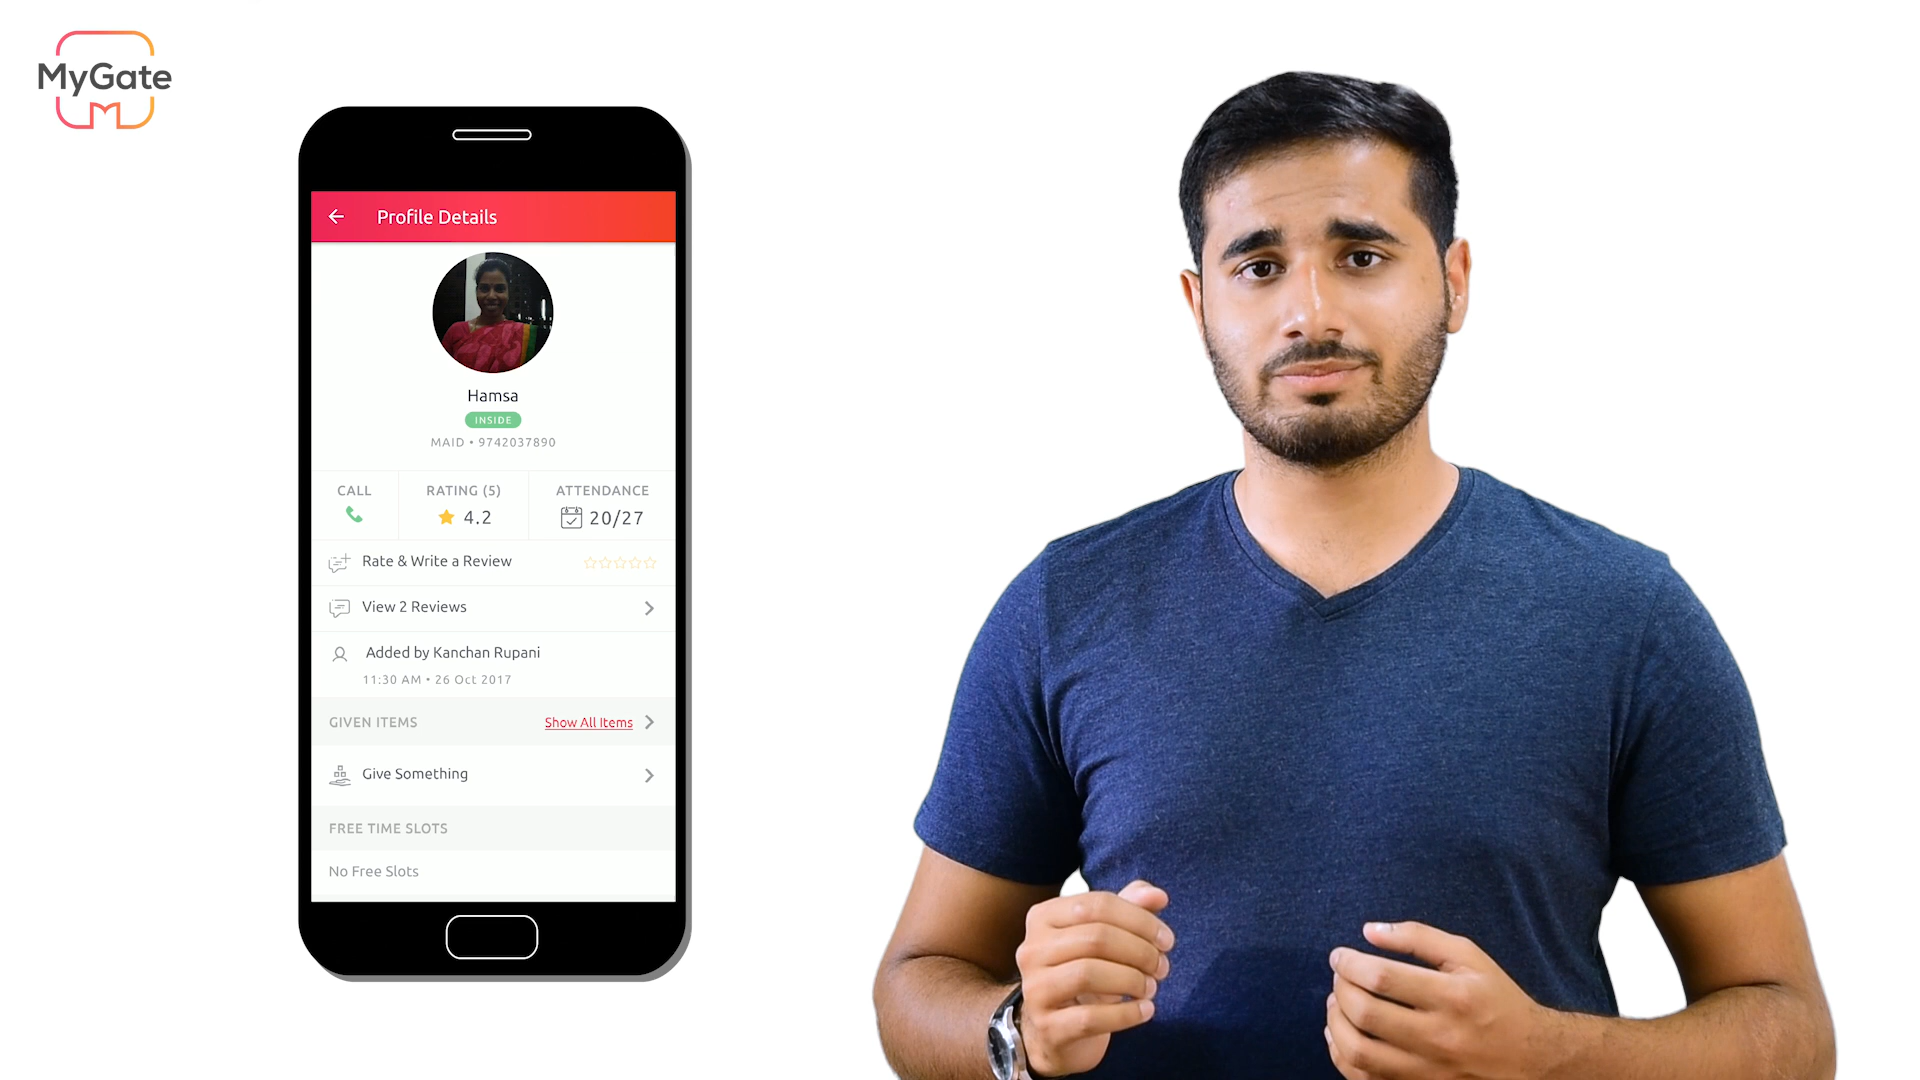 MyGate
Profile Details
Hamsa
INSIDE
MAID • 9742037890
CALL
RATING (5)
ATTENDANCE
4.2
20/27
Rate & Write a Review
View 2 Reviews
Added by Kanchan Rupani
11:30 AM • 26 Oct 2017
GIVEN ITEMS
Show All Items
Give Something
FREE TIME SLOTS
No Free Slots